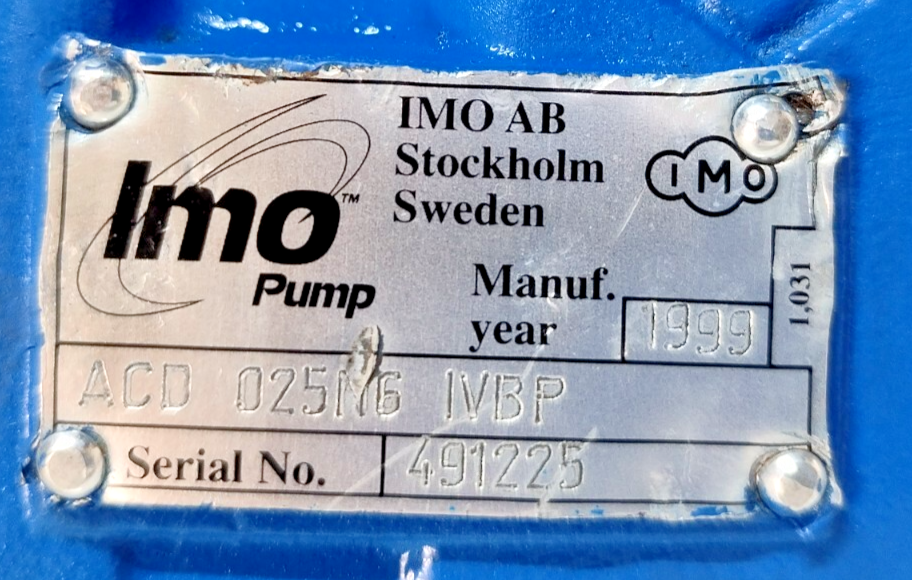 Imo™
Pump
IMO AB
Stockholm
Sweden
IMO
Manuf.
year
1999
1,031
ACD 025N6 IVBP
Serial No.
491225